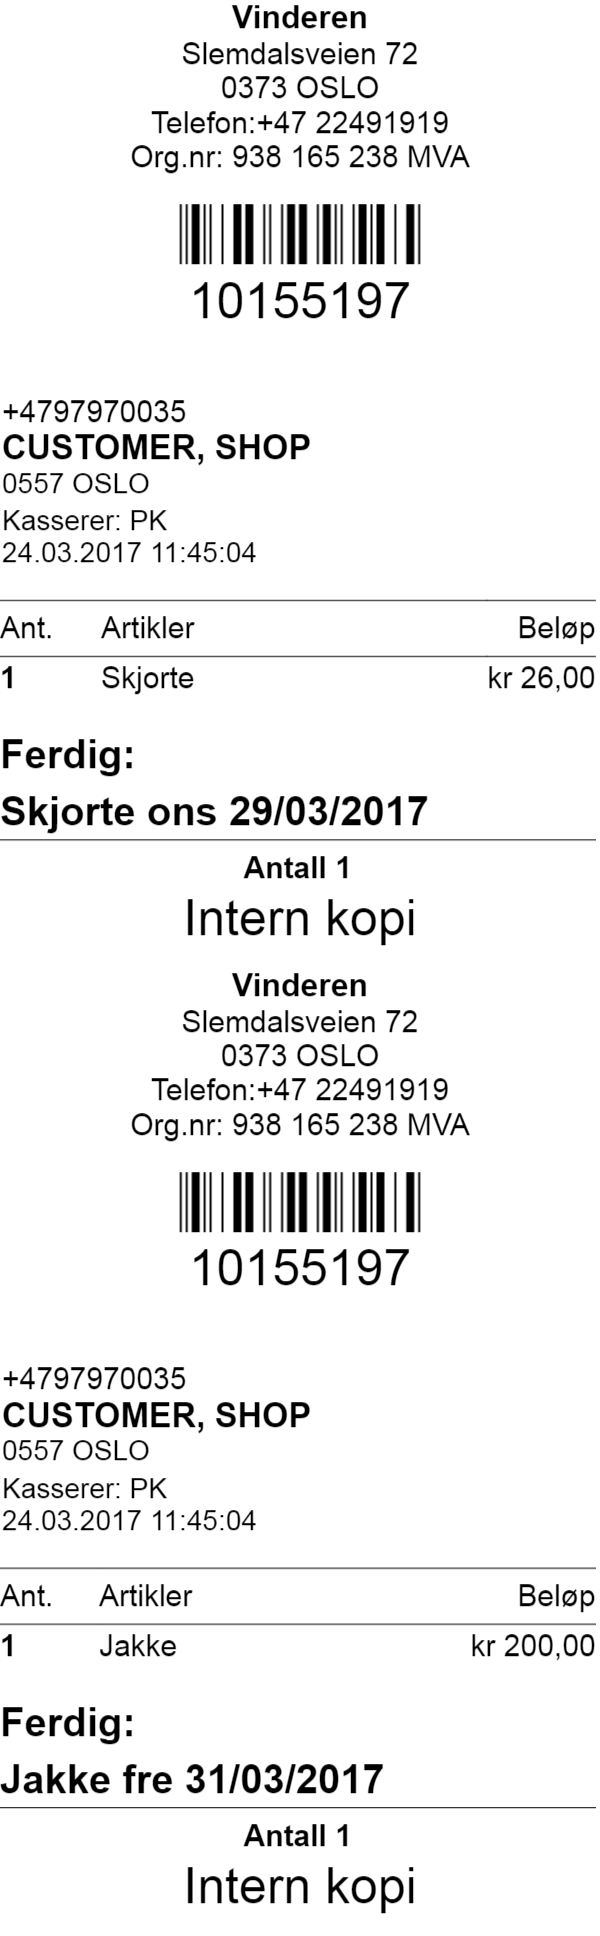 Vinderen
Slemdalsveien 72
0373 OSLO
Telefon:+47 22491919
Org.nr: 938 165 238 MVA
10155197
+4797970035
CUSTOMER, SHOP
0557 OSLO
Kasserer: PK
24.03.2017 11:45:04
Ant. Artikler Beløp
1 Skjorte kr 26,00
Ferdig:
Skjorte ons 29/03/2017
Antall 1
Intern kopi
Vinderen
Slemdalsveien 72
0373 OSLO
Telefon:+47 22491919
Org.nr: 938 165 238 MVA
10155197
+4797970035
CUSTOMER, SHOP
0557 OSLO
Kasserer: PK
24.03.2017 11:45:04
Ant. Artikler Beløp
1 Jakke kr 200,00
Ferdig:
Jakke fre 31/03/2017
Antall 1
Intern kopi